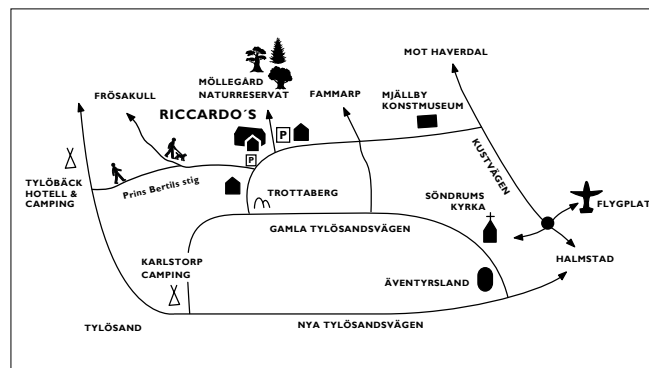 MOT HAVERDAL
MÖLLEGÅRD
NATURRESERVAT
FRÖSAKULL
FAMMARP
MJÄLLBY
KONSTMUSEUM
RICCARDO´S
P
P
KUSTVÄGEN
TYLÖBÄCK
HOTELL &
CAMPING
Prins Bertils stig
TROTTABERG
SÖNDRUMS
KYRKA
FLYGPLAT
GAMLA TYLÖSANDSVÄGEN
HALMSTAD
KARLSTORP
CAMPING
ÄVENTYRSLAND
TYLÖSAND
NYA TYLÖSANDSVÄGEN